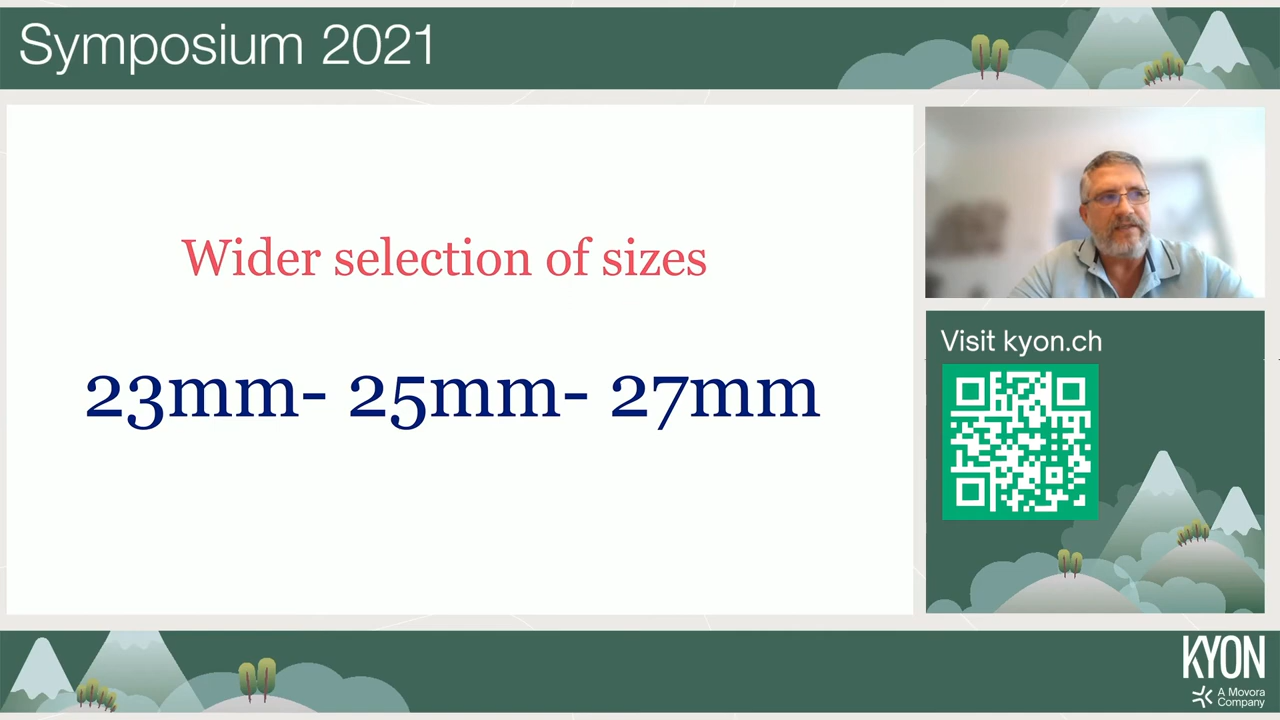 Symposium 2021
Wider selection of sizes
23mm- 25mm- 27mm
Visit kyon.ch
KYON
A Movora
Company